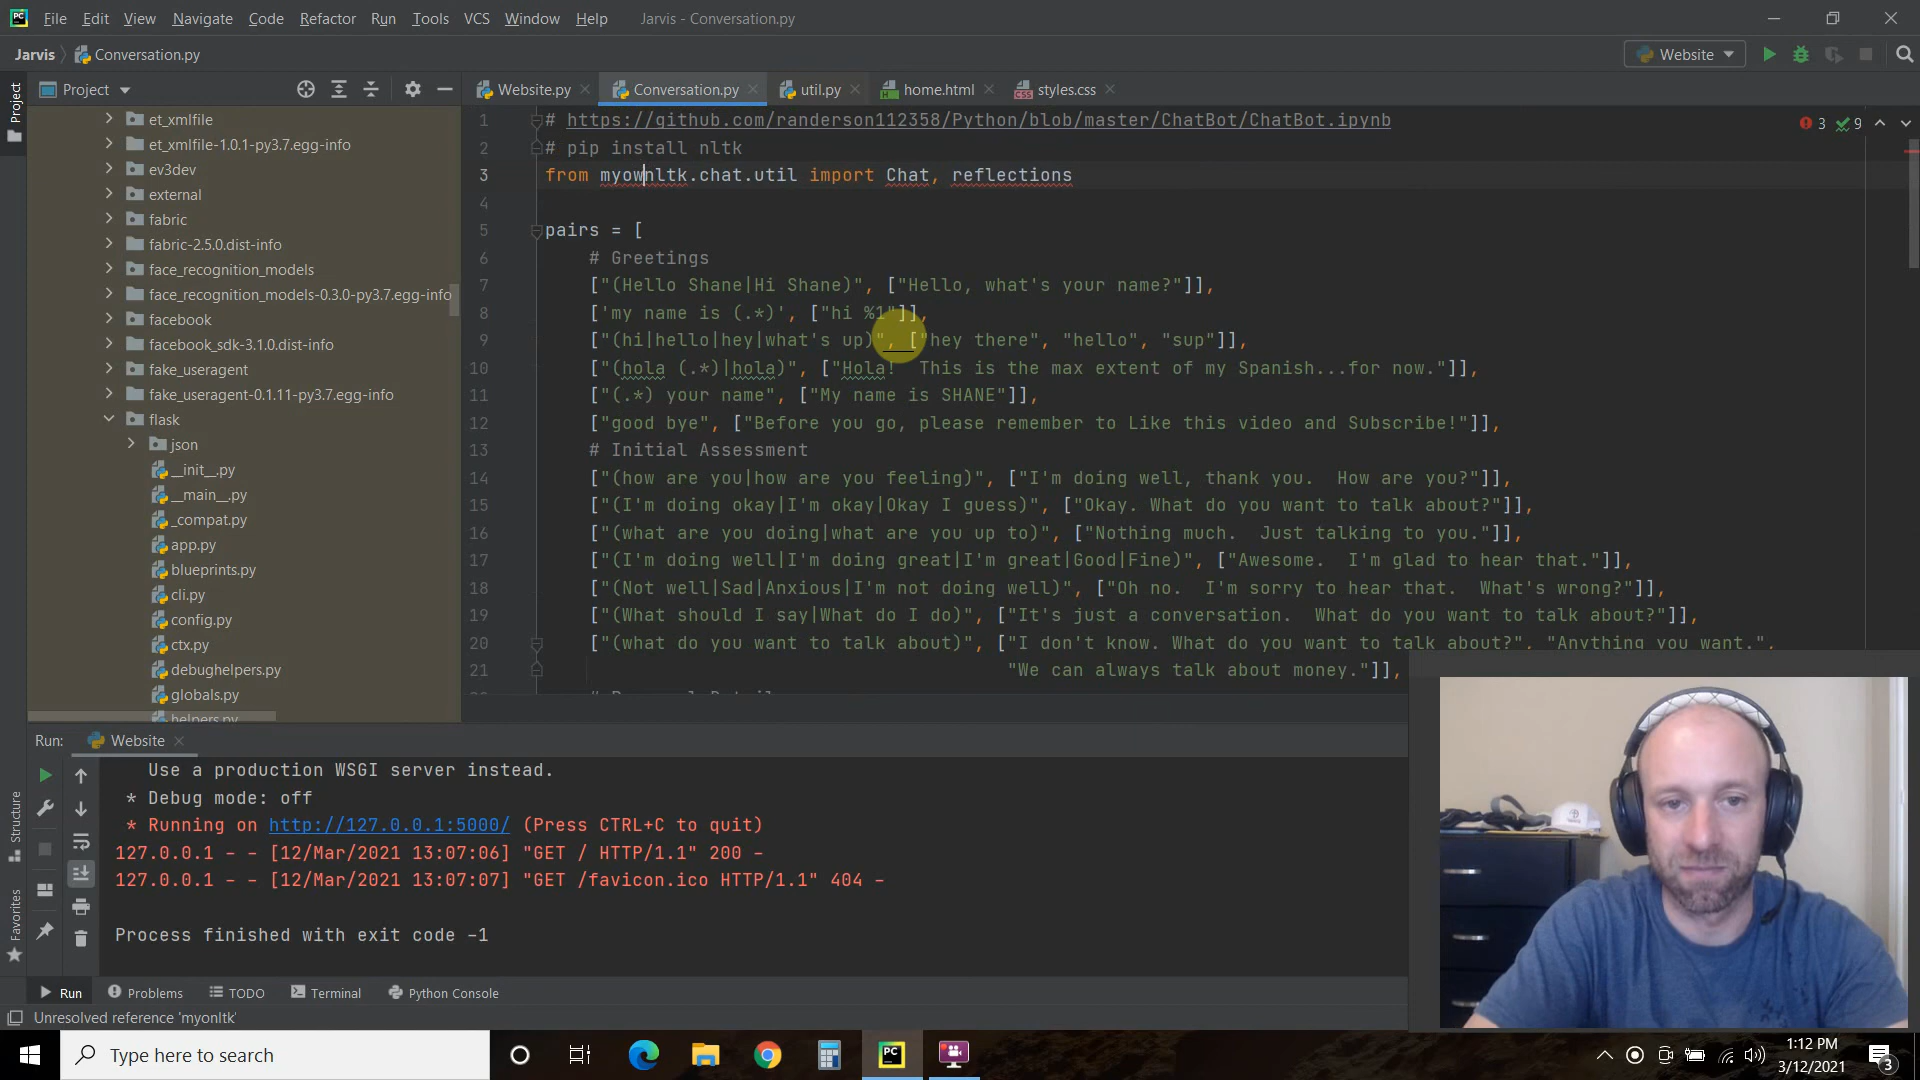 PC File Edit View Navigate Code Refactor Run Tools VCS Window Help Jarvis - Conversation.py
Jarvis Conversation.py Website
Project Website.py Conversation.py util.py home.html styles.css
Project
et_xmlfile
et_xmlfile-1.0.1-py3.7.egg-info
ev3dev
external
fabric
fabric-2.5.0.dist-info
face_recognition_models
face_recognition_models-0.3.0-py3.7.egg-info
facebook
facebook_sdk-3.1.0.dist-info
fake_useragent
fake_useragent-0.1.11-py3.7.egg-info
flask
json
__init__.py
__main__.py
_compat.py
app.py
blueprints.py
cli.py
config.py
ctx.py
debughelpers.py
globals.py
helpers.py
1 # https://github.com/randerson112358/Python/blob/master/ChatBot/ChatBot.ipynb 3 9
2 # pip install nltk
3 from myownltk.chat.util import Chat, reflections
4
5 pairs = [
6 # Greetings
7 ["(Hello Shane|Hi Shane)", ["Hello, what's your name?"]],
8 ['my name is (.*)', ["hi %1"]],
9 ["(hi|hello|hey|what's up)", ["hey there", "hello", "sup"]],
10 ["(hola (.*)|hola)", ["Hola!  This is the max extent of my Spanish...for now."]],
11 ["(.*) your name", ["My name is SHANE"]],
12 ["good bye", ["Before you go, please remember to Like this video and Subscribe!"]],
13 # Initial Assessment
14 ["(how are you|how are you feeling)", ["I'm doing well, thank you.  How are you?"]],
15 ["(I'm doing okay|I'm okay|Okay I guess)", ["Okay. What do you want to talk about?"]],
16 ["(what are you doing|what are you up to)", ["Nothing much.  Just talking to you."]],
17 ["(I'm doing well|I'm doing great|I'm great|Good|Fine)", ["Awesome.  I'm glad to hear that."]],
18 ["(Not well|Sad|Anxious|I'm not doing well)", ["Oh no.  I'm sorry to hear that.  What's wrong?"]],
19 ["(What should I say|What do I do)", ["It's just a conversation.  What do you want to talk about?"]],
20 ["(what do you want to talk about)", ["I don't know. What do you want to talk about?", "Anything you want.",
21 "We can always talk about money."]],
Run: Website
Use a production WSGI server instead.
* Debug mode: off
* Running on http://127.0.0.1:5000/ (Press CTRL+C to quit)
127.0.0.1 - - [12/Mar/2021 13:07:06] "GET / HTTP/1.1" 200 -
127.0.0.1 - - [12/Mar/2021 13:07:07] "GET /favicon.ico HTTP/1.1" 404 -
Process finished with exit code -1
Structure
Favorites
Run Problems TODO Terminal Python Console
Unresolved reference 'myonltk'
Type here to search PC 1:12 PM
3/12/2021 3